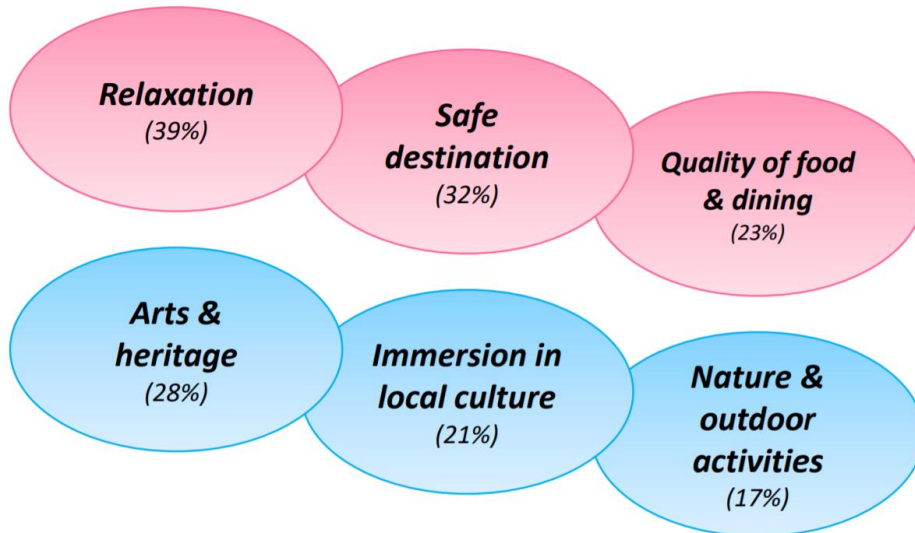 Relaxation
(39%)
Safe
destination
(32%)
Quality of food
& dining
(23%)
Arts &
heritage
(28%)
Immersion in
local culture
(21%)
Nature &
outdoor
activities
(17%)